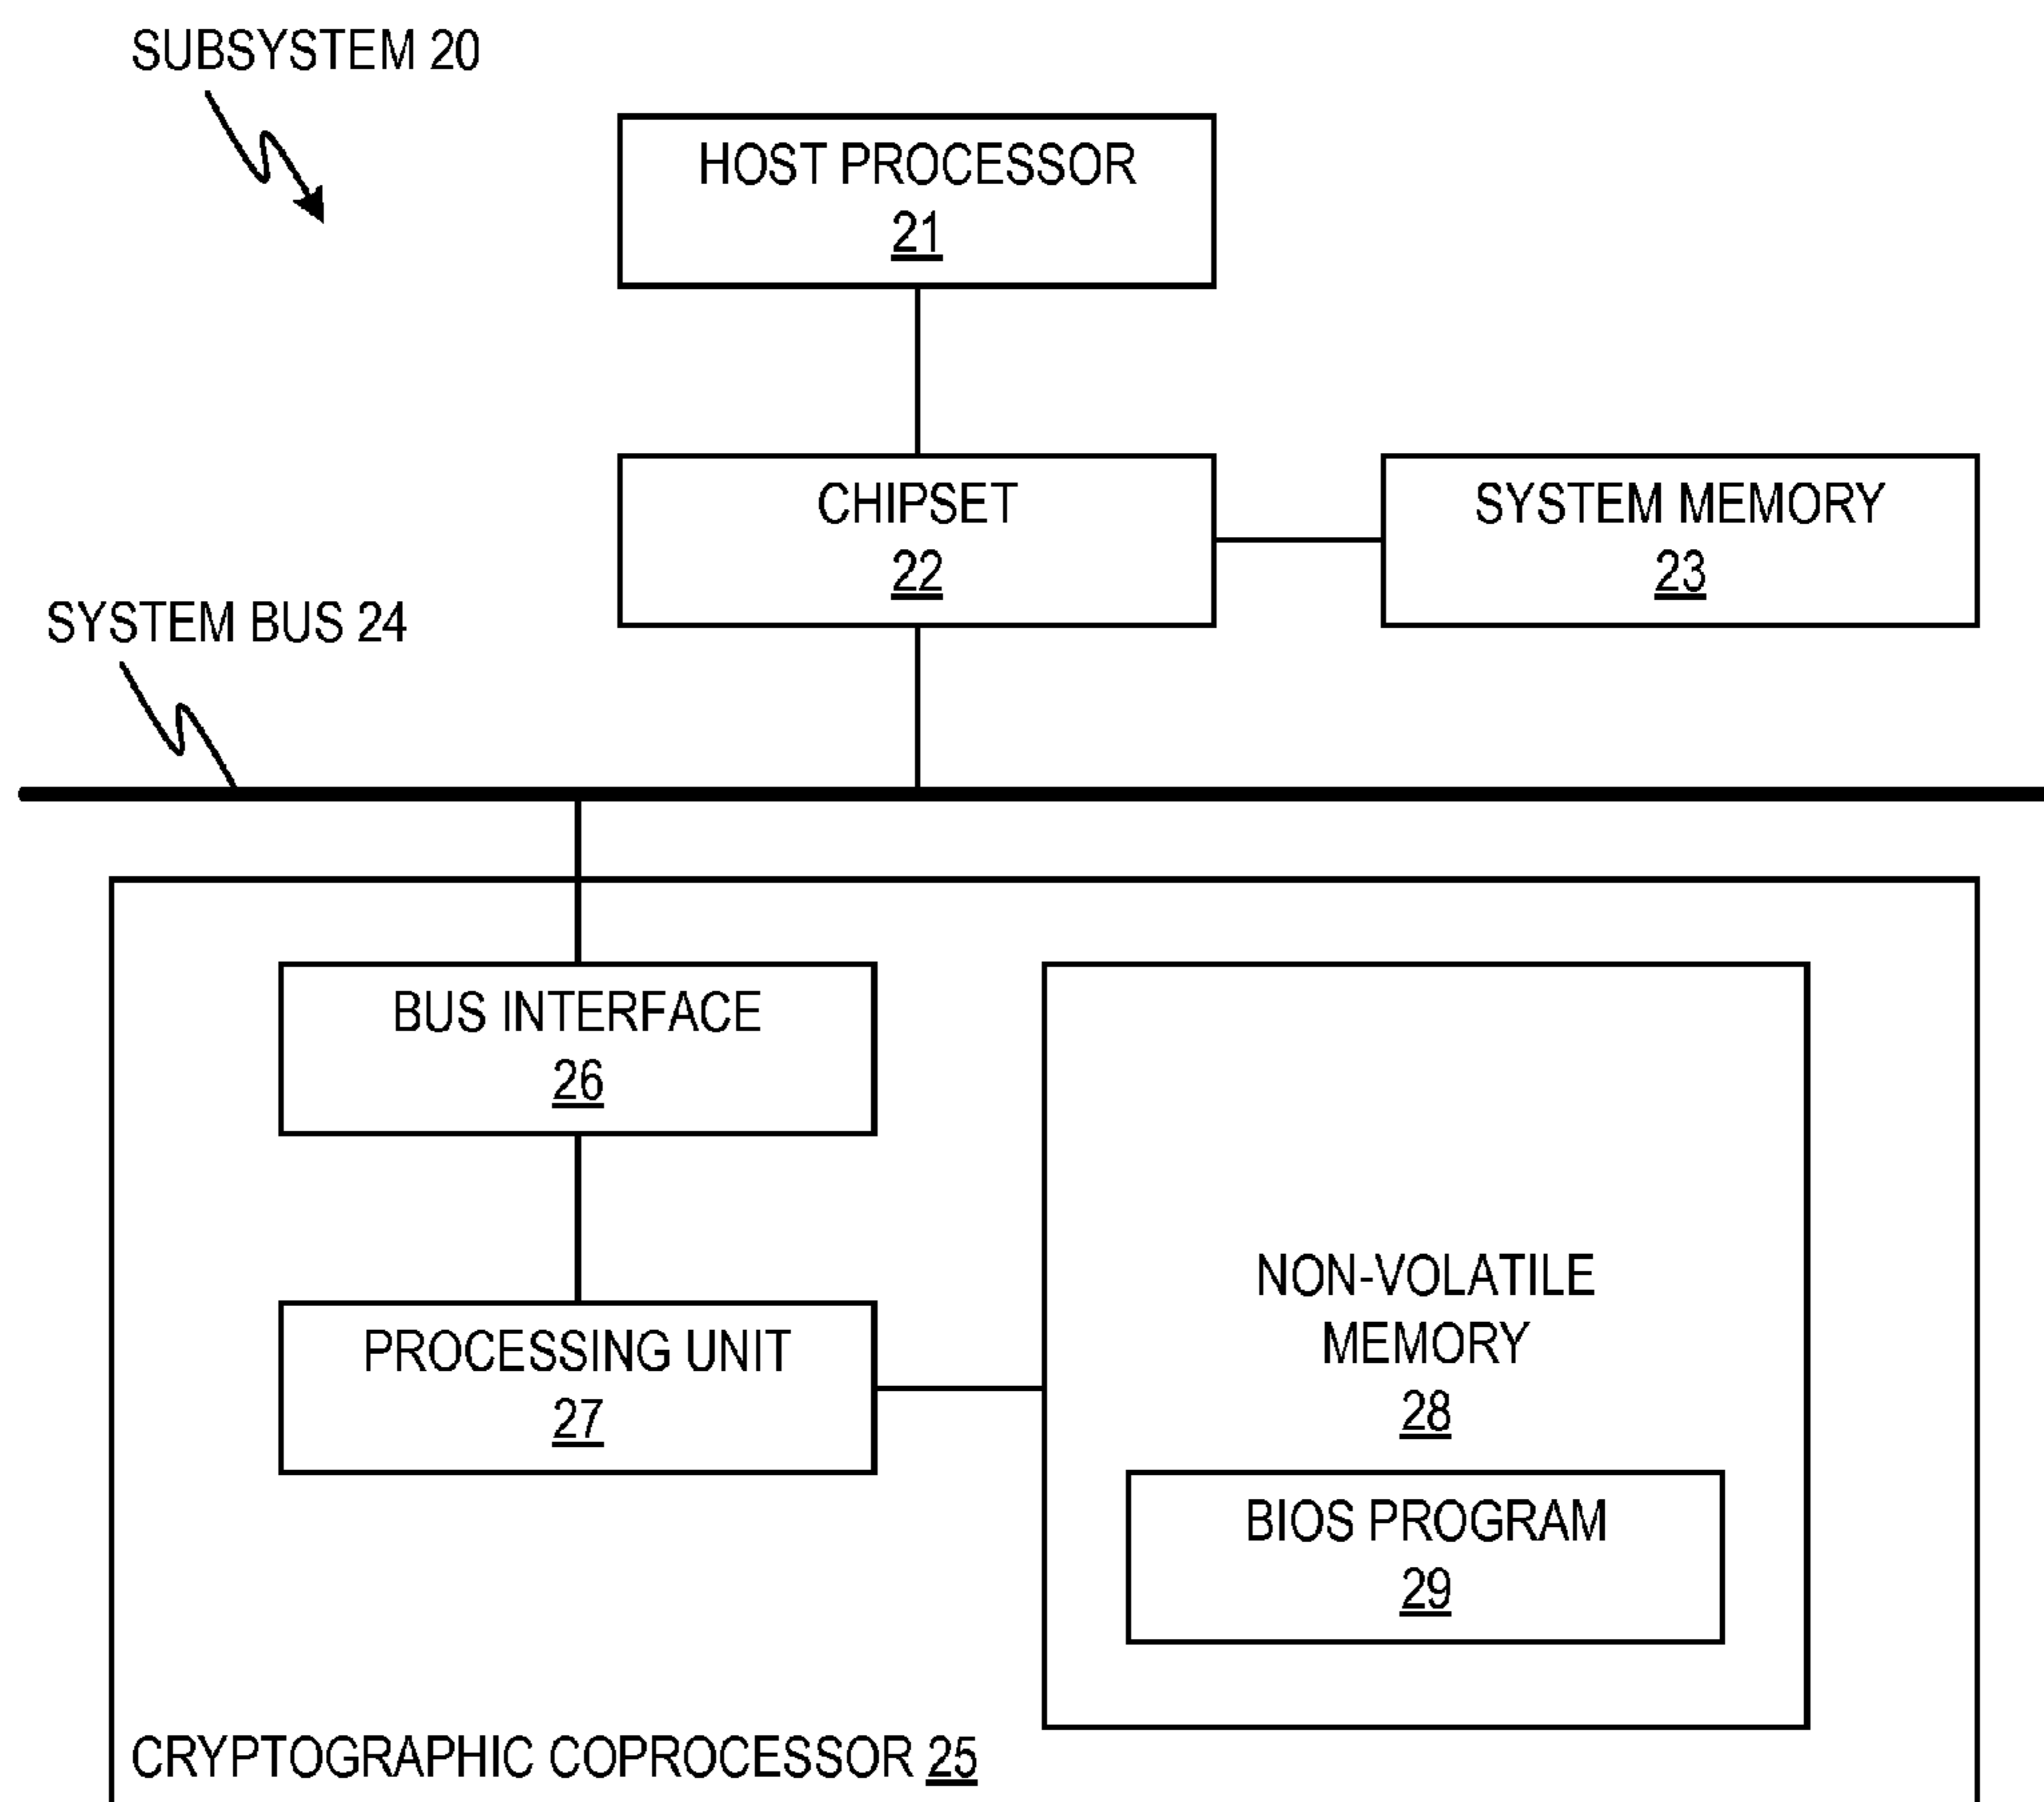 SUBSYSTEM 20
HOST PROCESSOR
21
CHIPSET
22
SYSTEM MEMORY
23
SYSTEM BUS 24
BUS INTERFACE
26
PROCESSING UNIT
27
NON-VOLATILE
MEMORY
28
BIOS PROGRAM
29
CRYPTOGRAPHIC COPROCESSOR 25